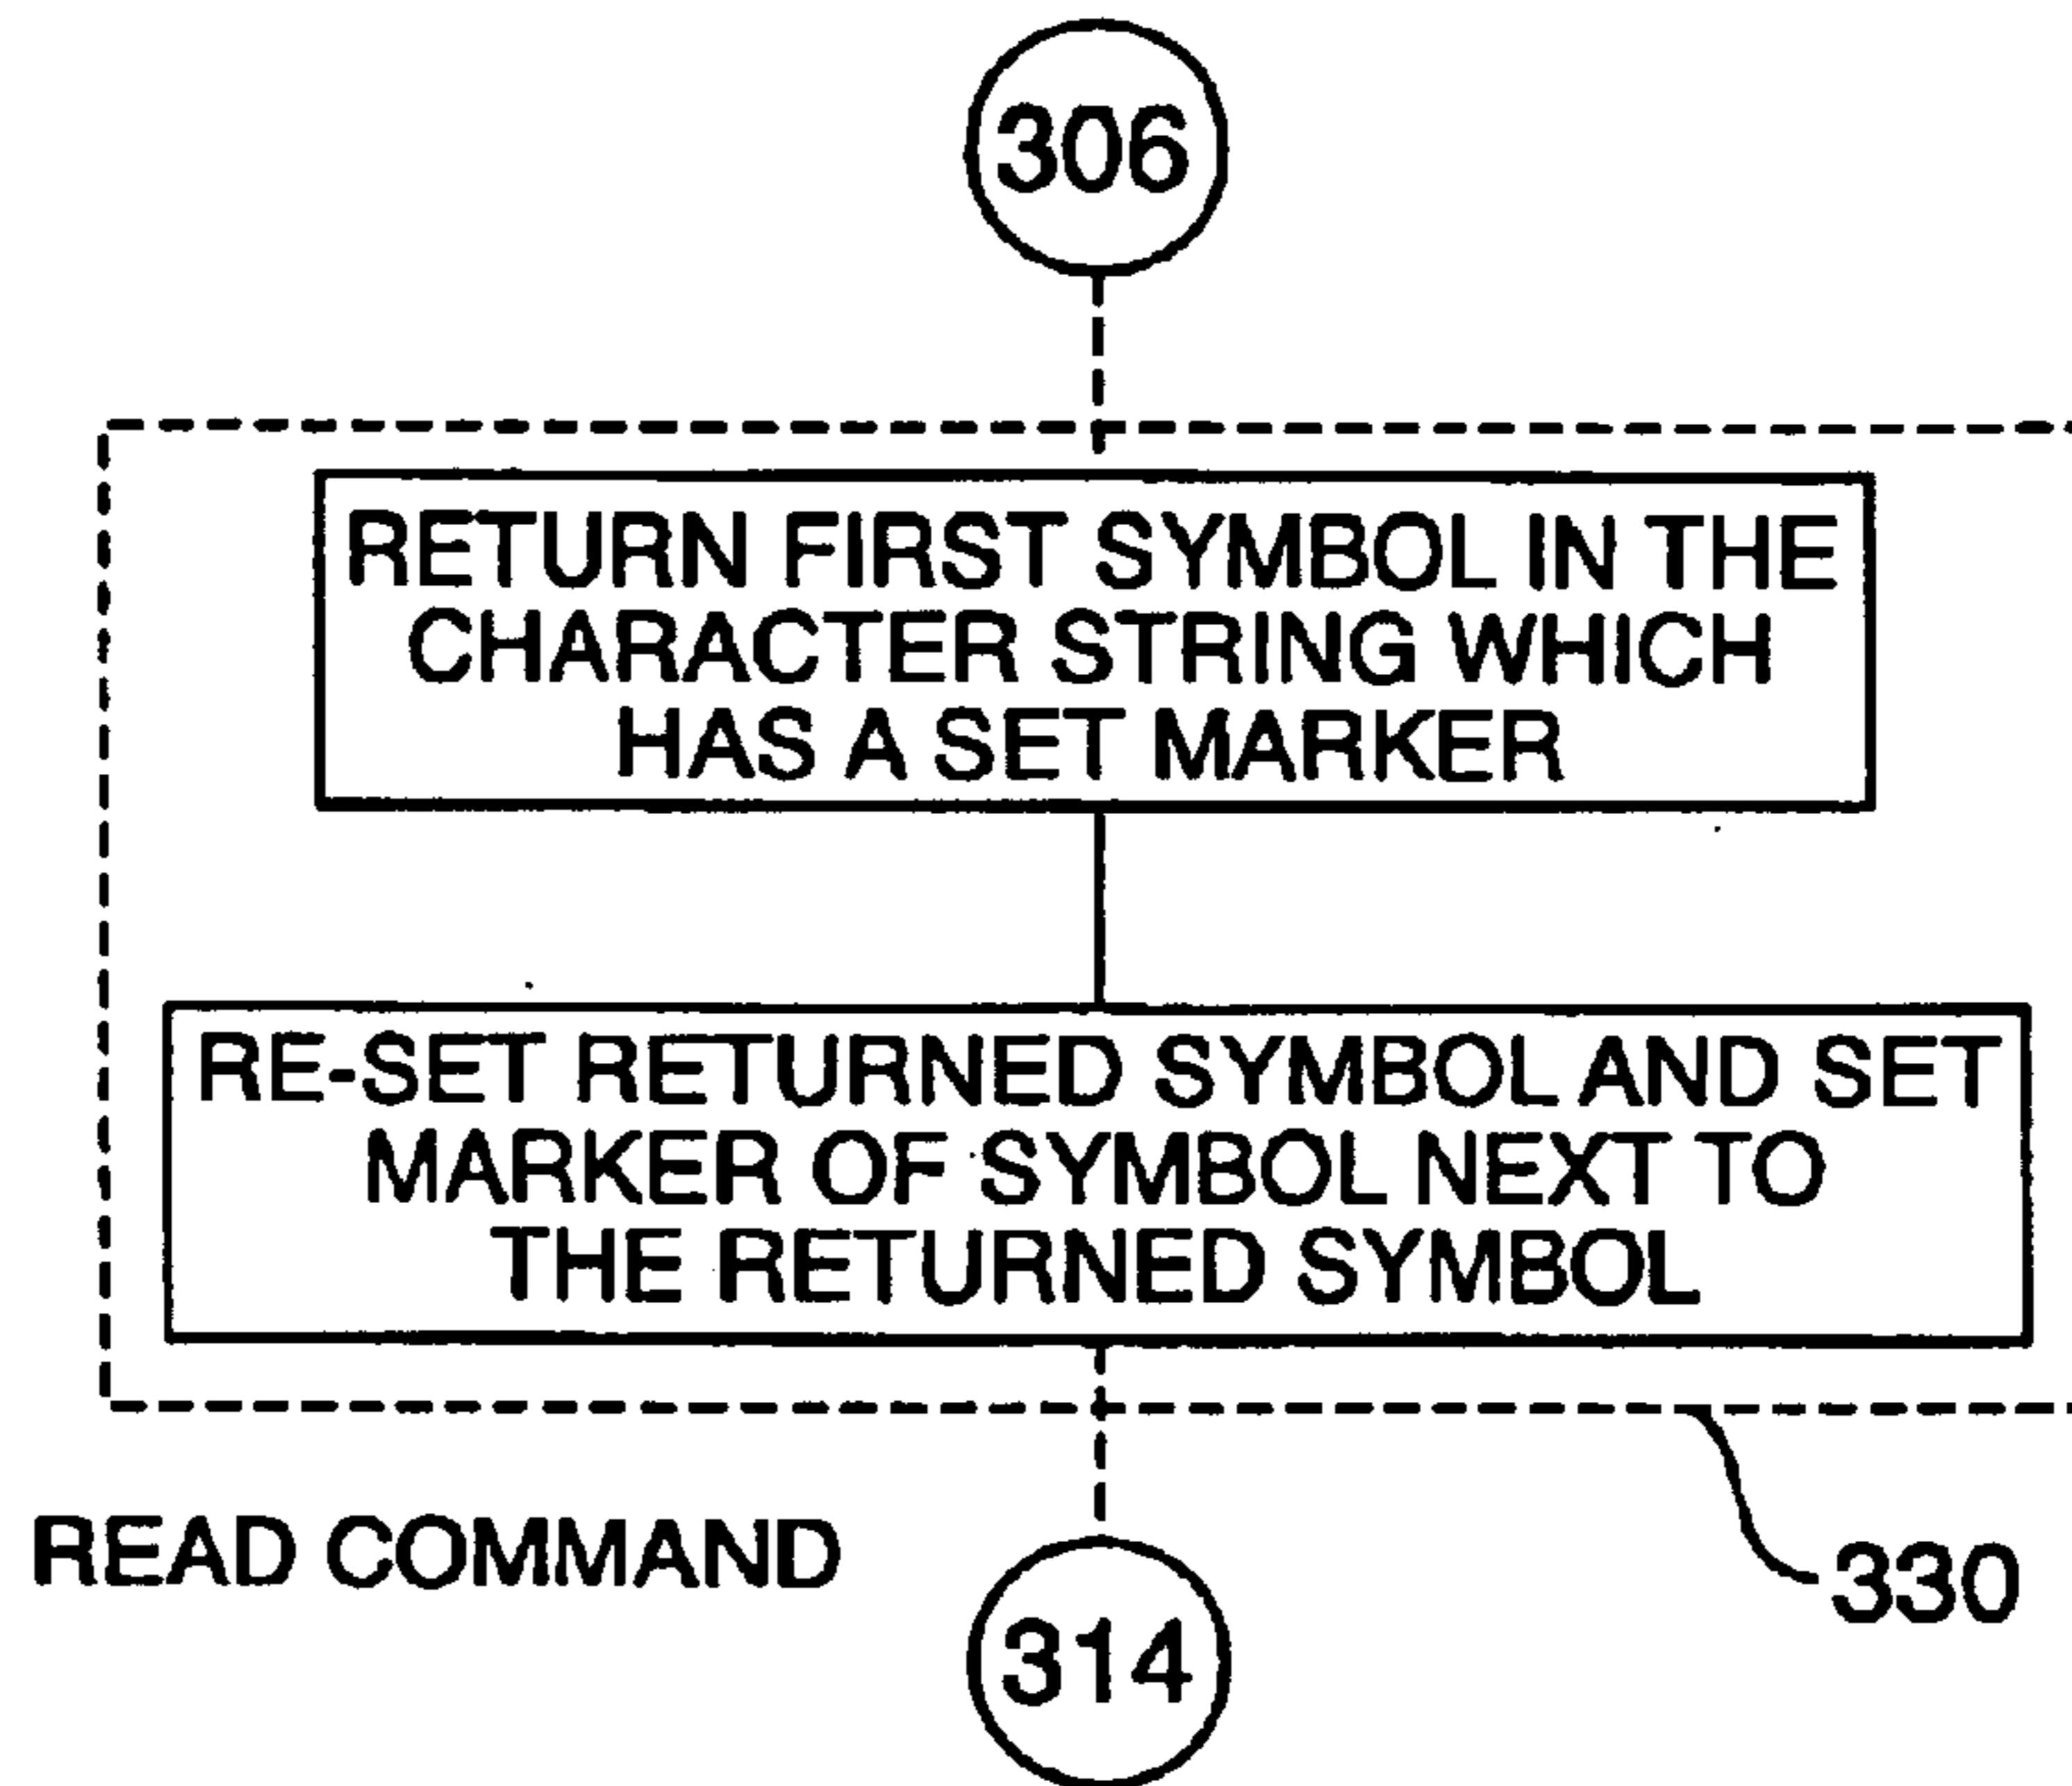 306
RETURN FIRST SYMBOL IN THE
CHARACTER STRING WHICH
HAS A SET MARKER
RE-SET RETURNED SYMBOL AND SET
MARKER OF SYMBOL NEXT TO
THE RETURNED SYMBOL
READ COMMAND
330
314